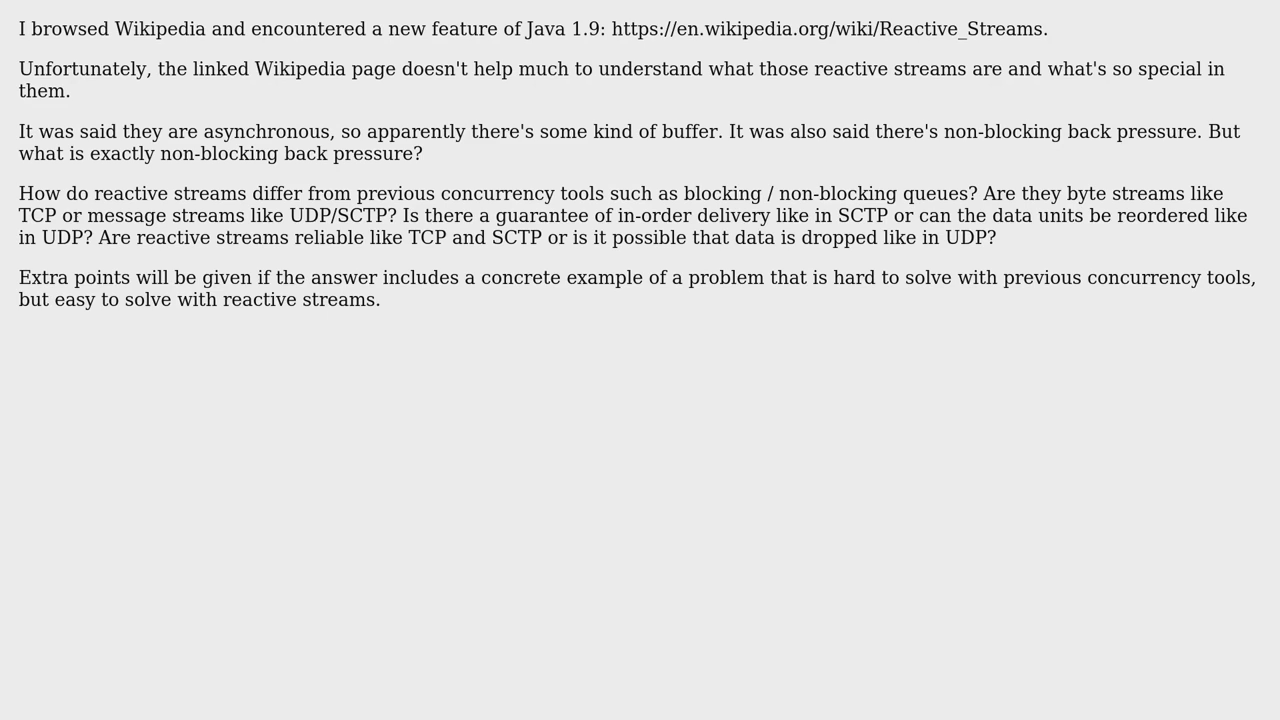 I browsed Wikipedia and encountered a new feature of Java 1.9: https://en.wikipedia.org/wiki/Reactive_Streams.
Unfortunately, the linked Wikipedia page doesn't help much to understand what those reactive streams are and what's so special in
them.
It was said they are asynchronous, so apparently there's some kind of buffer. It was also said there's non-blocking back pressure. But
what is exactly non-blocking back pressure?
How do reactive streams differ from previous concurrency tools such as blocking / non-blocking queues? Are they byte streams like
TCP or message streams like UDP/SCTP? Is there a guarantee of in-order delivery like in SCTP or can the data units be reordered like
in UDP? Are reactive streams reliable like TCP and SCTP or is it possible that data is dropped like in UDP?
Extra points will be given if the answer includes a concrete example of a problem that is hard to solve with previous concurrency tools,
but easy to solve with reactive streams.